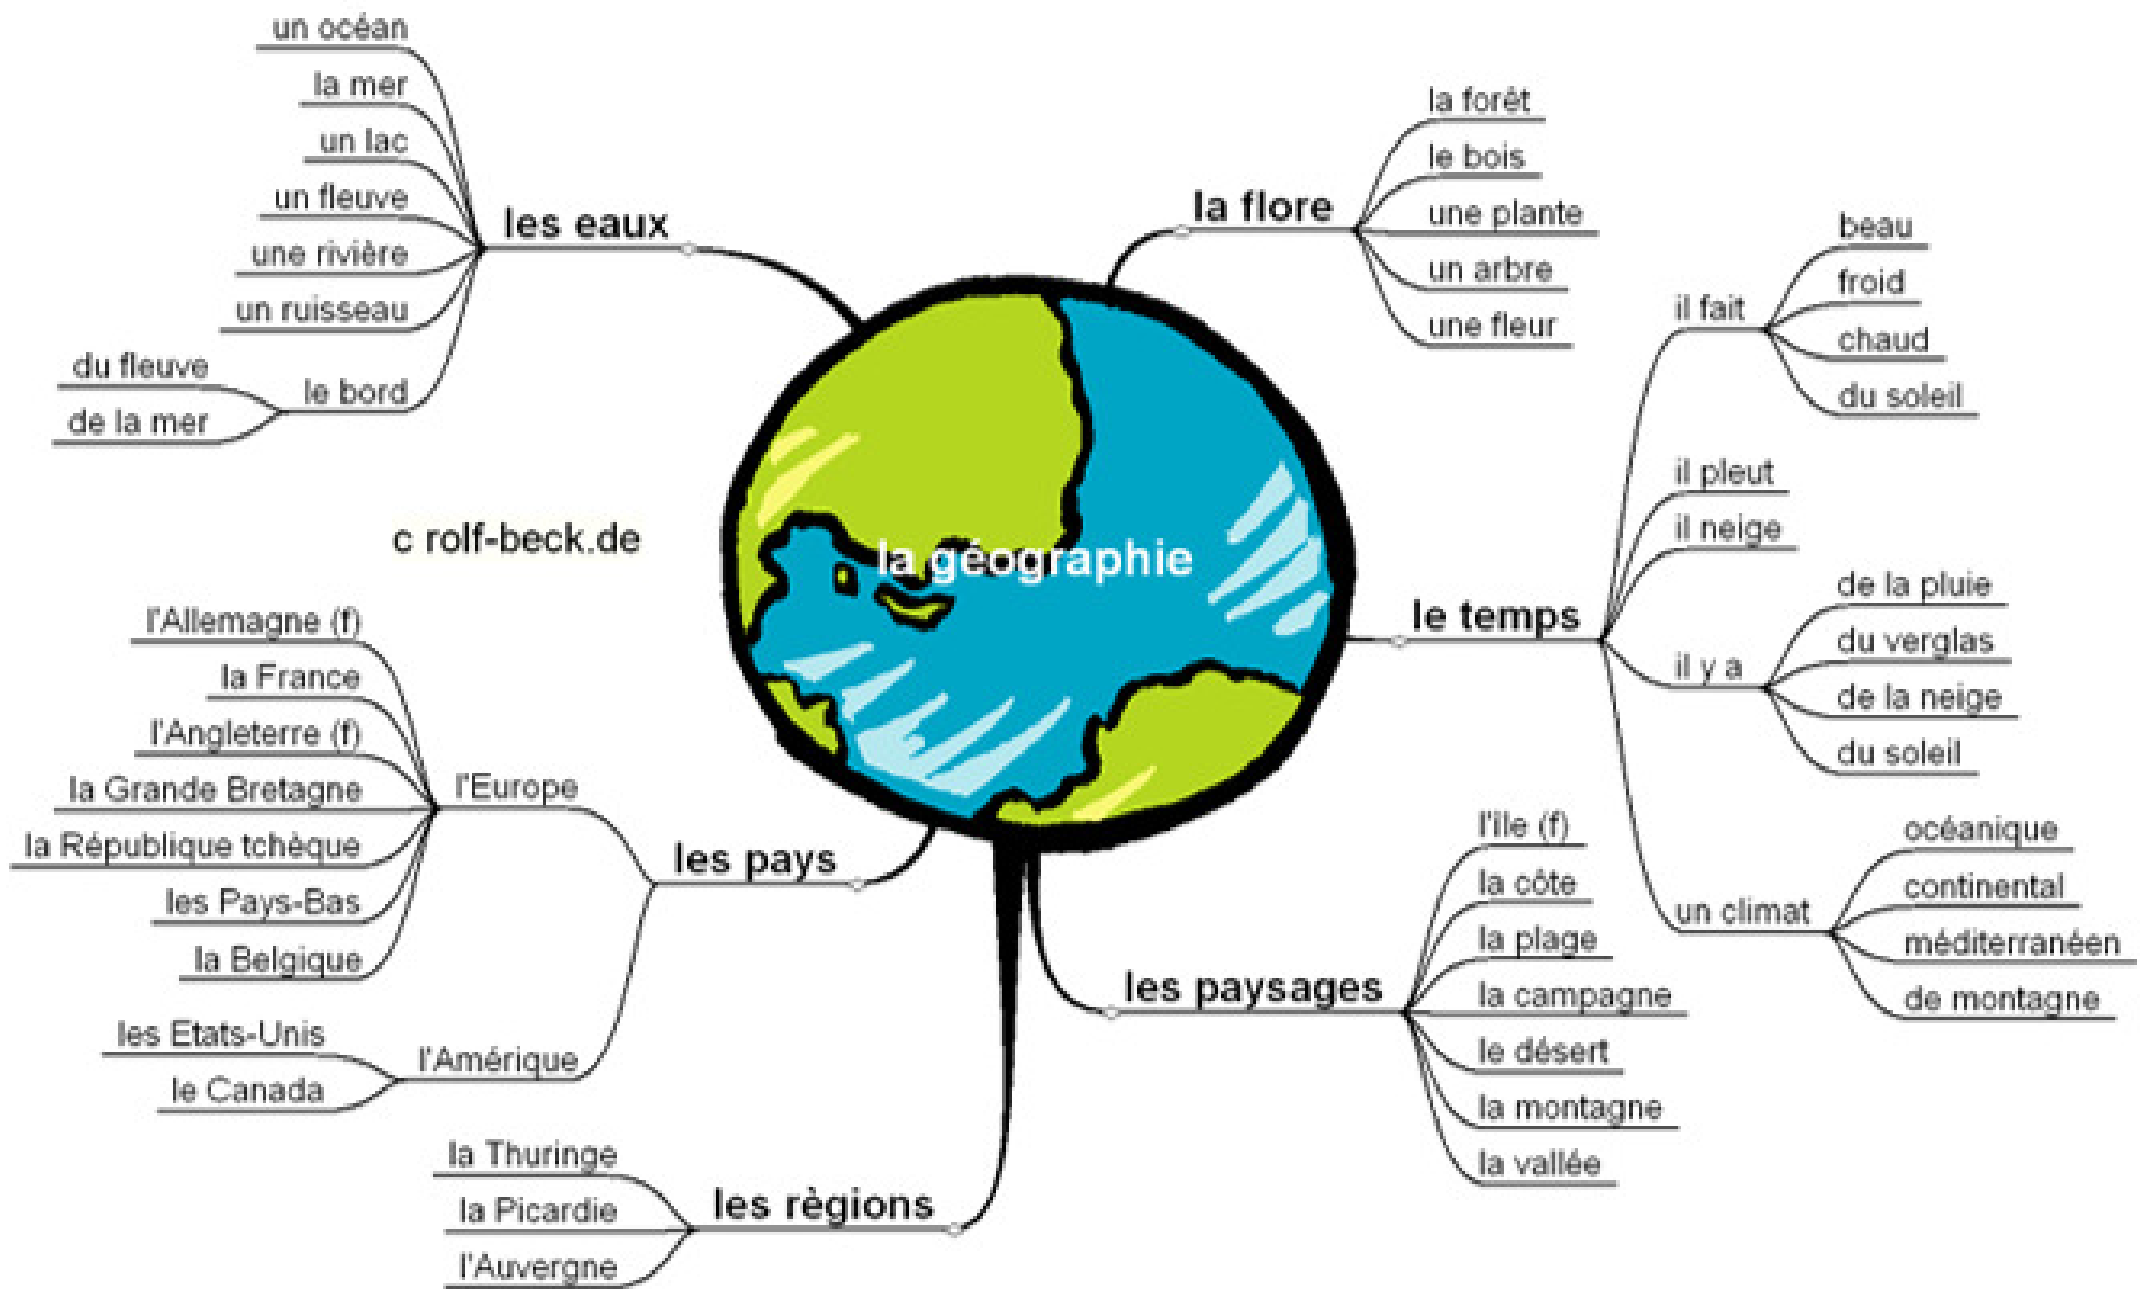 un océan
la mer
un lac
un fleuve
une rivière
un ruisseau
du fleuve
de la mer
le bord
les eaux
la flore
la forêt
le bois
une plante
un arbre
une fleur
il fait
beau
froid
chaud
du soleil
il pleut
il neige
le temps
il y a
de la pluie
du verglas
de la neige
du soleil
un climat
océanique
continental
méditerranéen
de montagne
c rolf-beck.de
la géographie
l'Allemagne (f)
la France
l'Angleterre (f)
la Grande Bretagne
la République tchèque
les Pays-Bas
la Belgique
l'Europe
les pays
les Etats-Unis
le Canada
l'Amérique
les paysages
l'île (f)
la côte
la plage
la campagne
le désert
la montagne
la vallée
la Thuringe
la Picardie
l'Auvergne
les règions